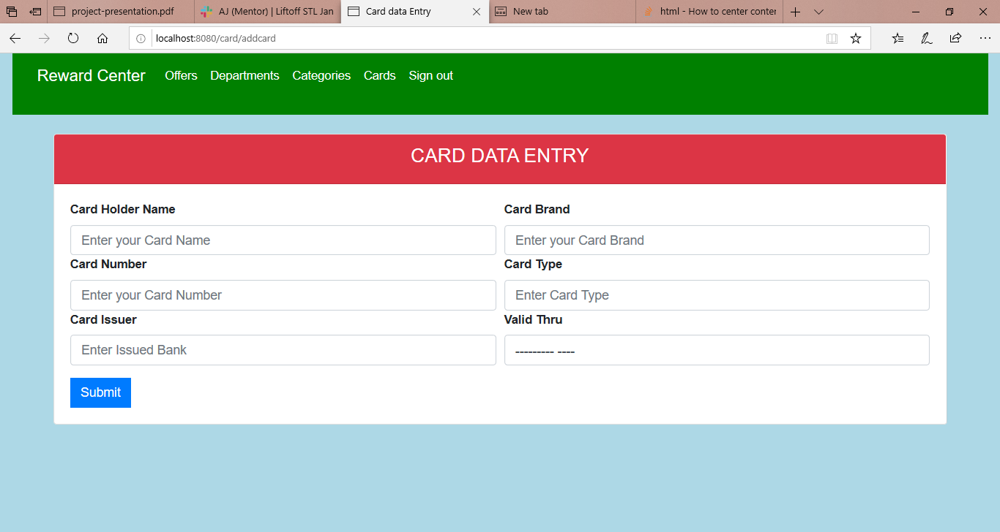 project-presentation.pdf AJ (Mentor) | Liftoff STL Jan Card data Entry New tab html - How to center conter
localhost:8080/card/addcard
Reward Center Offers Departments Categories Cards Sign out
CARD DATA ENTRY
Card Holder Name Card Brand
Enter your Card Name Enter your Card Brand
Card Number Card Type
Enter your Card Number Enter Card Type
Card Issuer Valid Thru
Enter Issued Bank --------- ----
Submit